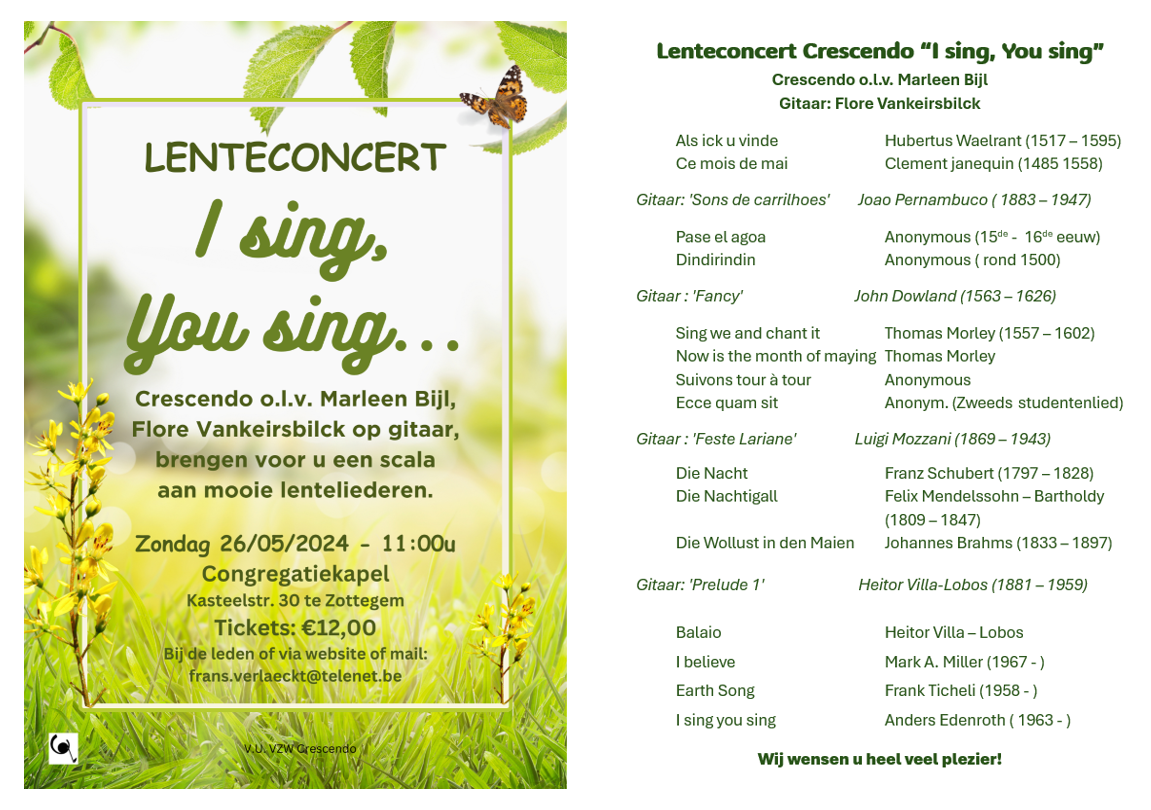 LENTECONCERT
I sing,
You sing...
Crescendo o.l.v. Marleen Bijl,
Flore Vankeirsbilck op gitaar,
brengen voor u een scala
aan mooie lenteliederen.
Zondag 26/05/2024 - 11:00u
Congregatiekapel
Kasteelstr. 30 te Zottegem
Tickets: €12,00
Bij de leden of via website of mail:
frans.verlaeckt@telenet.be
V.U. VZW Crescendo
Lenteconcert Crescendo “I sing, You sing”
Crescendo o.l.v. Marleen Bijl
Gitaar: Flore Vankeirsbilck
Als ick u vinde Hubertus Waelrant (1517 – 1595)
Ce mois de mai Clement janequin (1485 1558)
Gitaar: 'Sons de carrilhoes' Joao Pernambuco ( 1883 – 1947)
Pase el agoa Anonymous (15de - 16de eeuw)
Dindirindin Anonymous ( rond 1500)
Gitaar : 'Fancy' John Dowland (1563 – 1626)
Sing we and chant it Thomas Morley (1557 – 1602)
Now is the month of maying Thomas Morley
Suivons tour à tour Anonymous
Ecce quam sit Anonym. (Zweeds studentenlied)
Gitaar : 'Feste Lariane' Luigi Mozzani (1869 – 1943)
Die Nacht Franz Schubert (1797 – 1828)
Die Nachtigall Felix Mendelssohn – Bartholdy
(1809 – 1847)
Die Wollust in den Maien Johannes Brahms (1833 – 1897)
Gitaar: 'Prelude 1' Heitor Villa-Lobos (1881 – 1959)
Balaio Heitor Villa – Lobos
I believe Mark A. Miller (1967 - )
Earth Song Frank Ticheli (1958 - )
I sing you sing Anders Edenroth ( 1963 - )
Wij wensen u heel veel plezier!